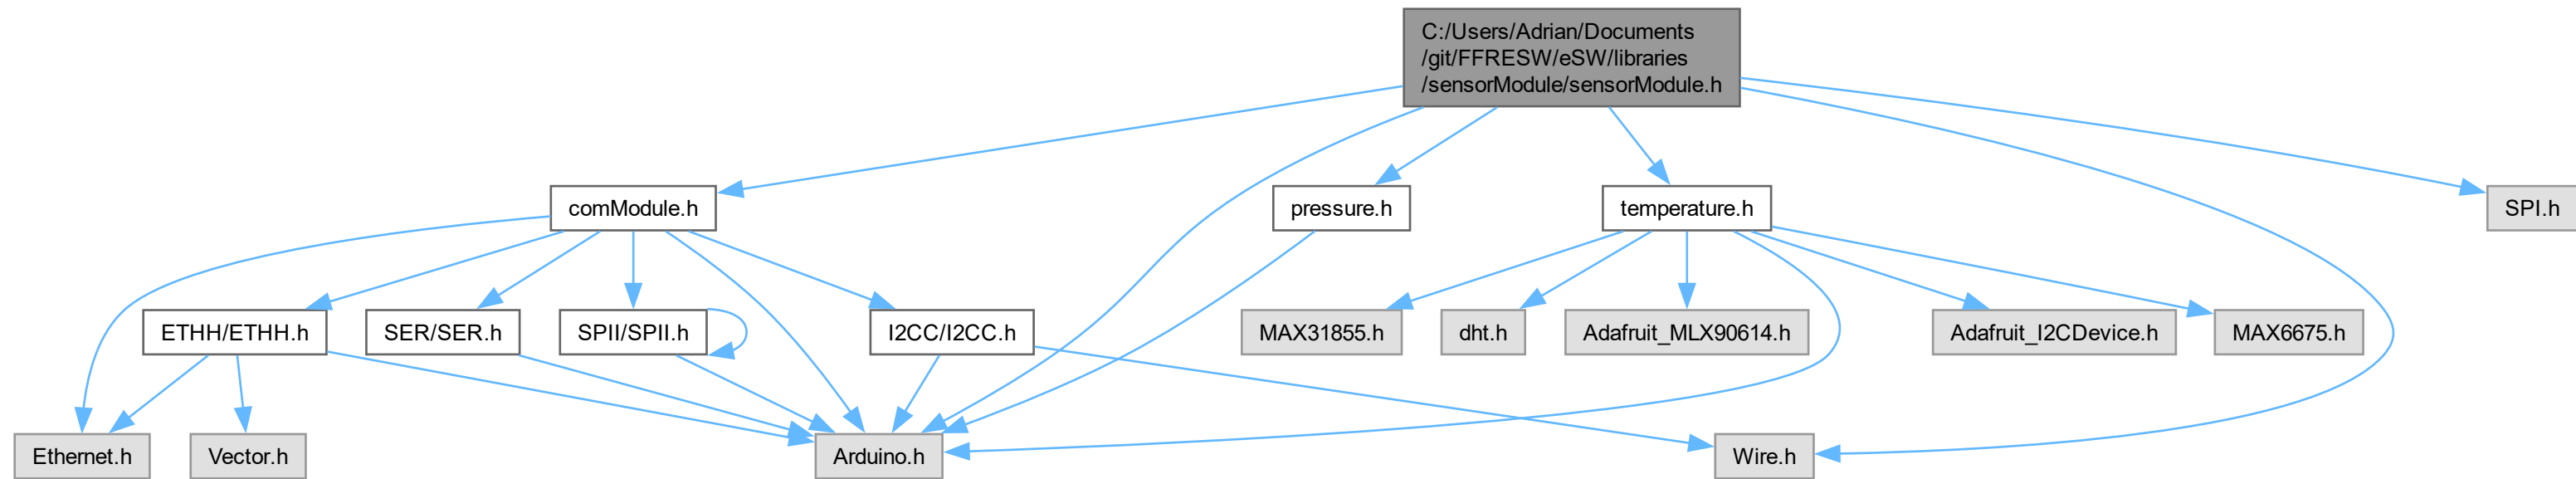 C:/Users/Adrian/Documents
/git/FFRESW/eSW/libraries
/sensorModule/sensorModule.h
comModule.h
pressure.h
temperature.h
SPI.h
ETHH/ETHH.h
SER/SER.h
SPII/SPII.h
I2CC/I2CC.h
MAX31855.h
dht.h
Adafruit_MLX90614.h
Adafruit_I2CDevice.h
MAX6675.h
Ethernet.h
Vector.h
Arduino.h
Wire.h